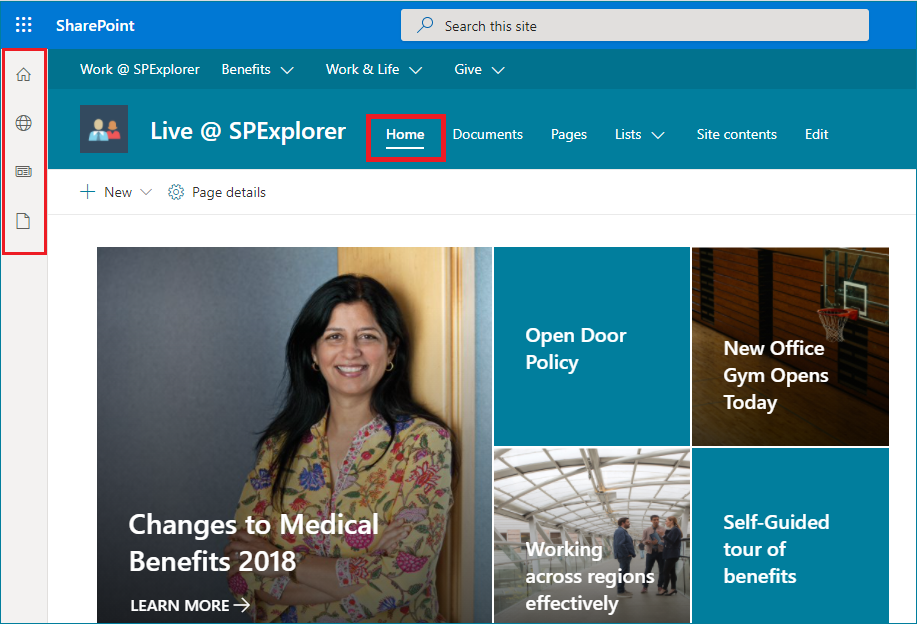 SharePoint
Search this site
Work @ SPExplorer Benefits Work & Life Give
Live @ SPExplorer Home Documents Pages Lists Site contents Edit
New Page details
Changes to Medical
Benefits 2018
LEARN MORE
Open Door
Policy
New Office
Gym Opens
Today
Working
across regions
effectively
Self-Guided
tour of
benefits